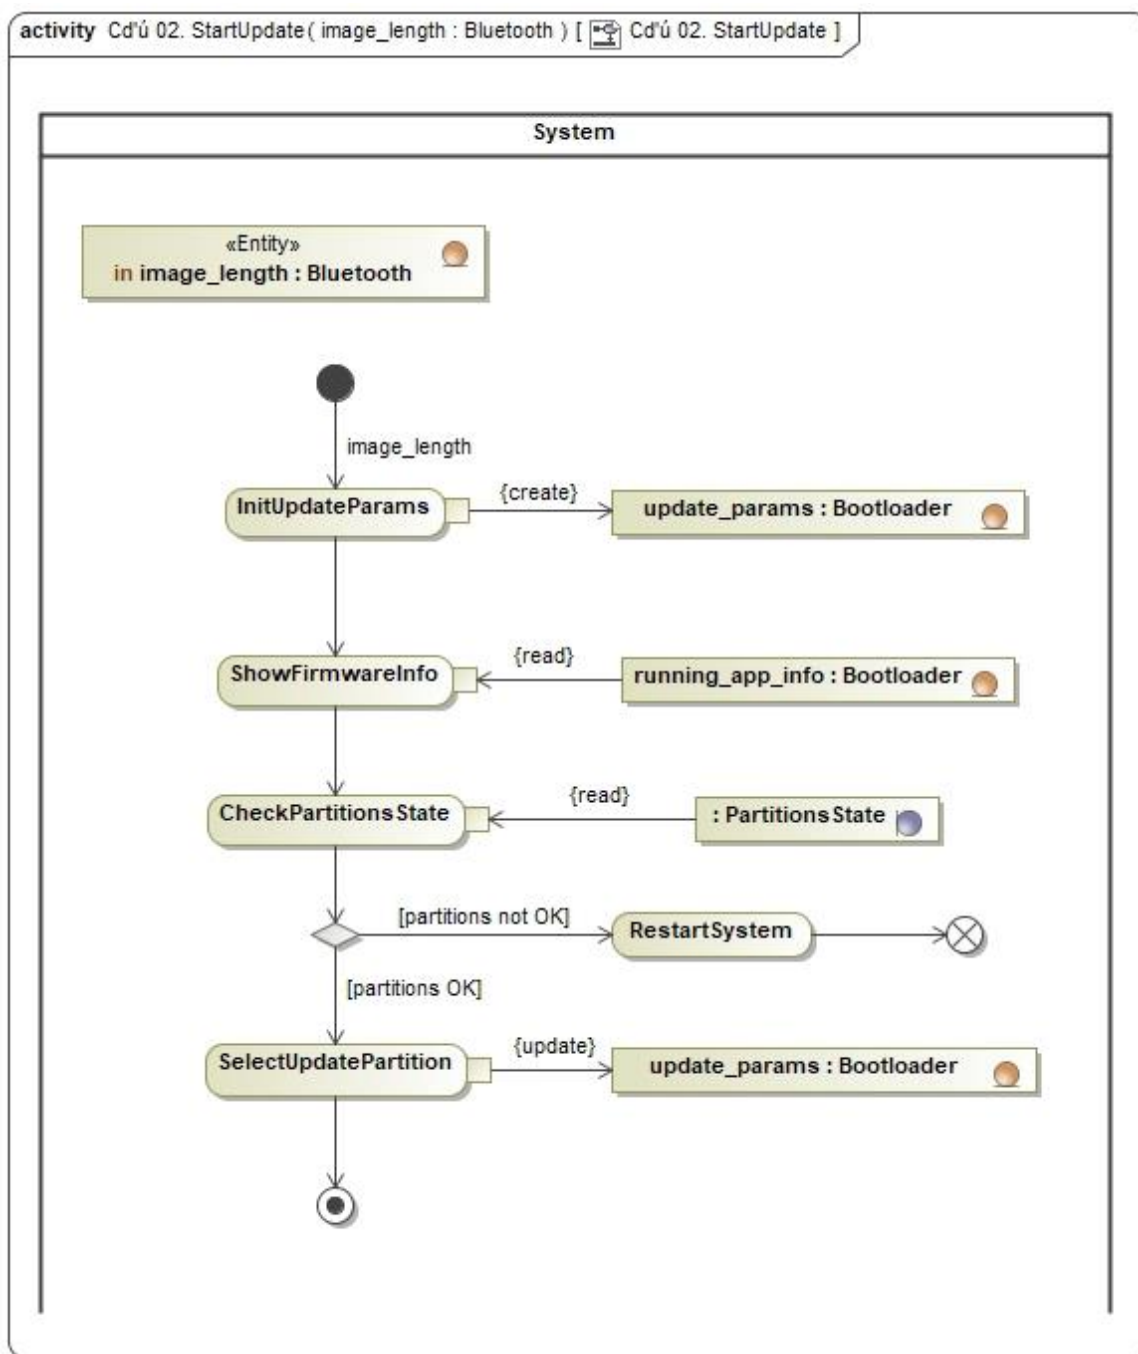 activity Cd'ú 02. StartUpdate ( image_length : Bluetooth ) [ Cd'ú 02. StartUpdate ]
System
«Entity»
in image_length : Bluetooth
image_length
InitUpdateParams
{create}
update_params : Bootloader
ShowFirmwareInfo
{read}
running_app_info : Bootloader
CheckPartitionsState
{read}
: PartitionsState
[partitions not OK]
RestartSystem
[partitions OK]
SelectUpdatePartition
{update}
update_params : Bootloader